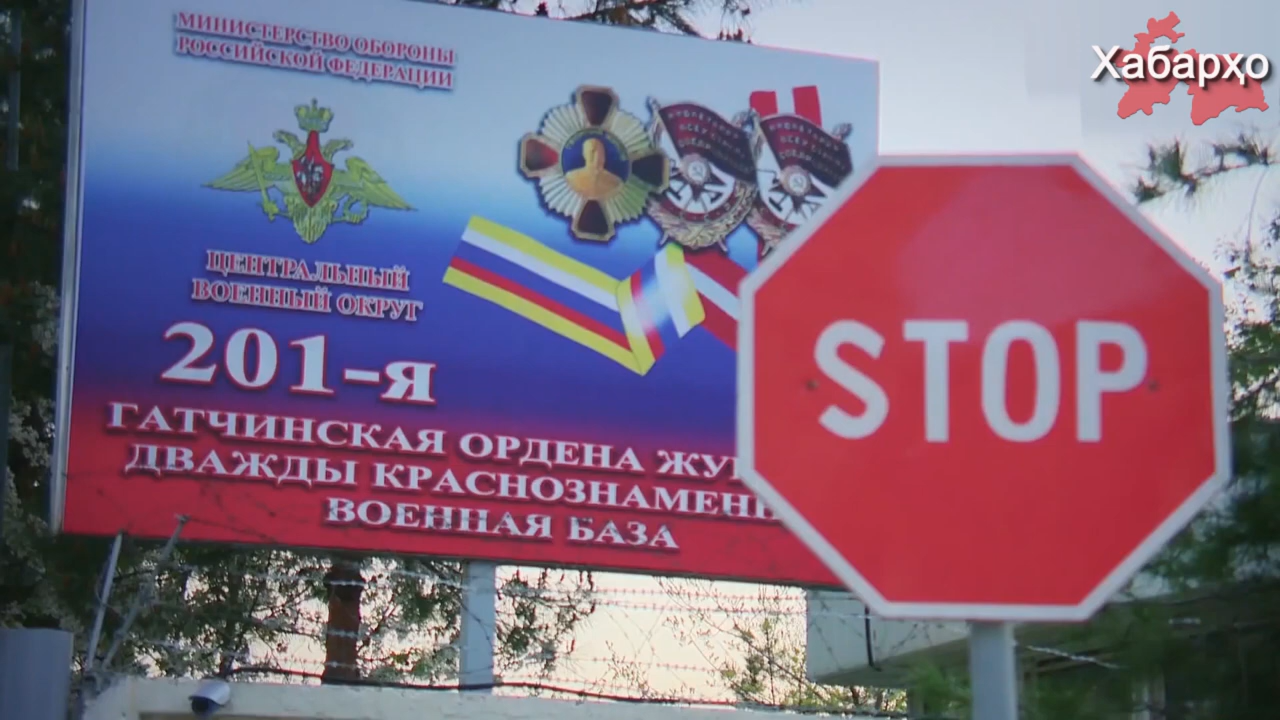 МИНИСТЕРСТВО ОБОРОНЫ
РОССИЙСКОЙ ФЕДЕРАЦИИ
ЦЕНТРАЛЬНЫЙ
ВОЕННЫЙ ОКРУГ
201-я
ГАТЧИНСКАЯ ОРДЕНА
ДВАЖДЫ
ВОЕННАЯ БАЗА
STOP
Хабарҳо